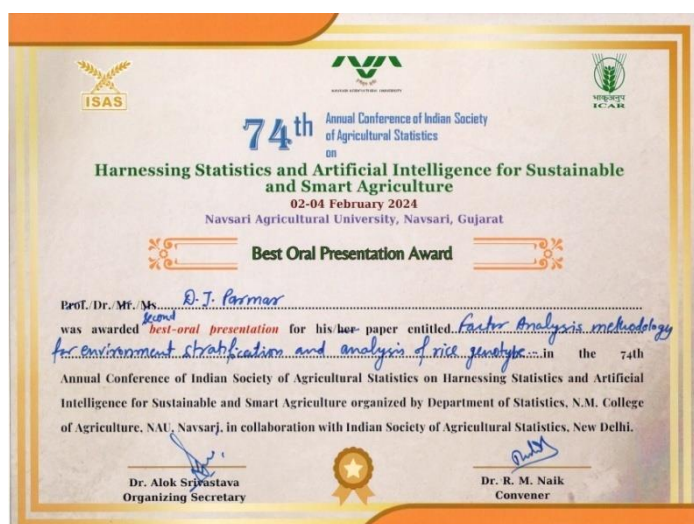 ISAS
NAVSARI AGRICULTURAL UNIVERSITY
भाकृअनुप
ICAR
74th Annual Conference of Indian Society
of Agricultural Statistics
on
Harnessing Statistics and Artificial Intelligence for Sustainable
and Smart Agriculture
02-04 February 2024
Navsari Agricultural University, Navsari, Gujarat
Best Oral Presentation Award
Prof./Dr./Mr./Ms. D. J. Parmar
second
was awarded best-oral presentation for his/her paper entitled Factor Analysis methodology
for environment stratification and analysis of rice genotype in the 74th
Annual Conference of Indian Society of Agricultural Statistics on Harnessing Statistics and Artificial
Intelligence for Sustainable and Smart Agriculture organized by Department of Statistics, N.M. College
of Agriculture, NAU, Navsari, in collaboration with Indian Society of Agricultural Statistics, New Delhi.
Dr. Alok Srivastava
Organizing Secretary
Dr. R. M. Naik
Convener